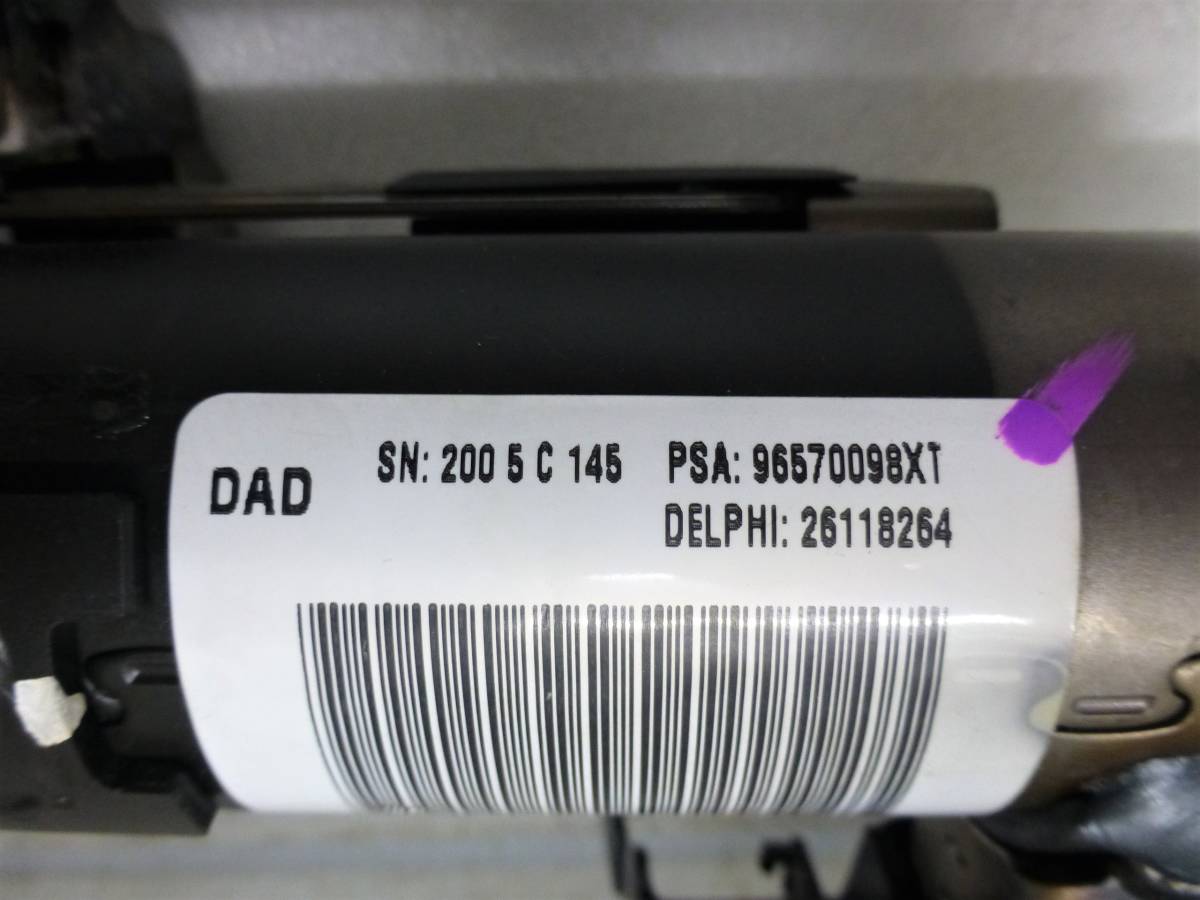 DAD
SN: 200 5 C 145 PSA: 96570098XT
DELPHI: 26118264